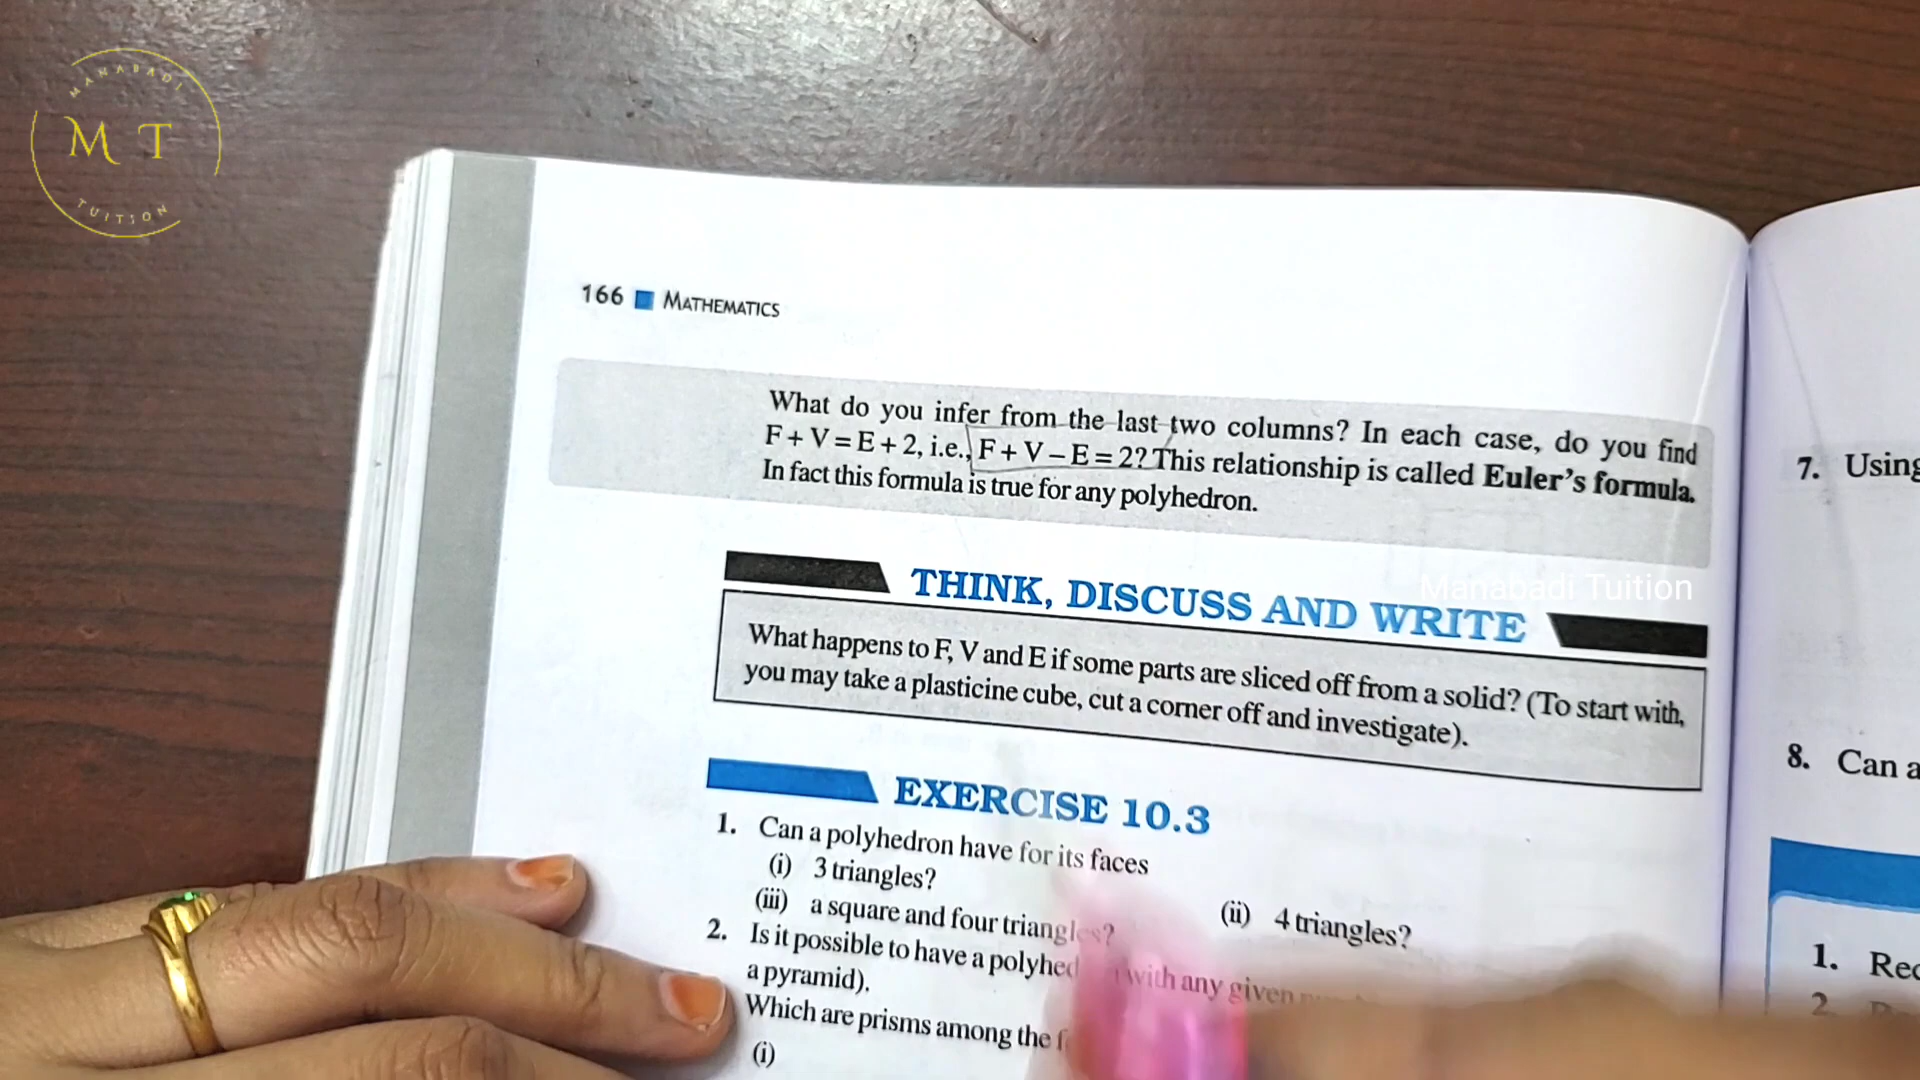 MANABADI
M T
TUITION
166 MATHEMATICS
What do you infer from the last two columns? In each case, do you find
F + V = E + 2, i.e., F + V – E = 2? This relationship is called Euler's formula.
In fact this formula is true for any polyhedron.
THINK, DISCUSS AND WRITE
Manabadi Tuition
What happens to F, V and E if some parts are sliced off from a solid? (To start with,
you may take a plasticine cube, cut a corner off and investigate).
EXERCISE 10.3
1. Can a polyhedron have for its faces
(i) 3 triangles?
(ii) 4 triangles?
(iii) a square and four triangles?
2. Is it possible to have a with any given
a pyramid).
Which are prisms among the
(i)
7. Using
8. Can a
1.
2.